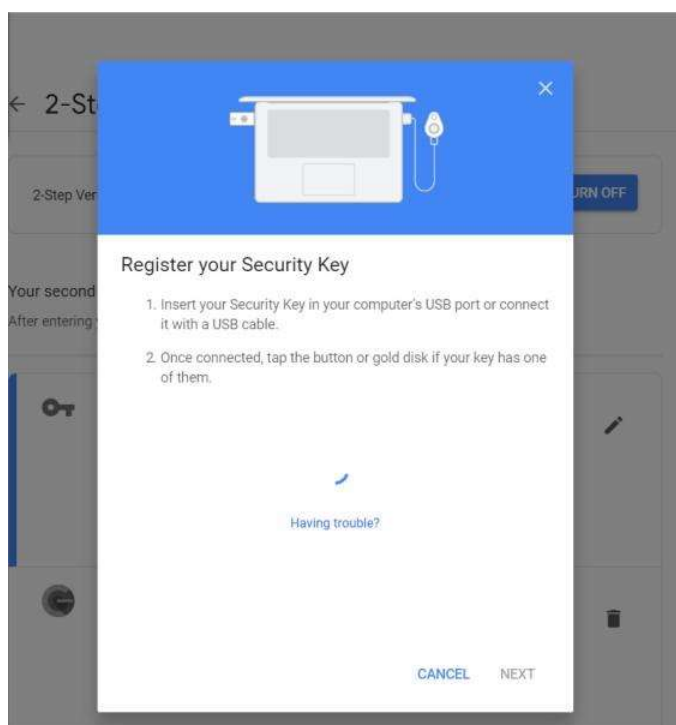 2-St
2-Step Ver
URN OFF
Register your Security Key
Your second
After entering
1. Insert your Security Key in your computer's USB port or connect
it with a USB cable.
2. Once connected, tap the button or gold disk if your key has one
of them.
Having trouble?
CANCEL NEXT